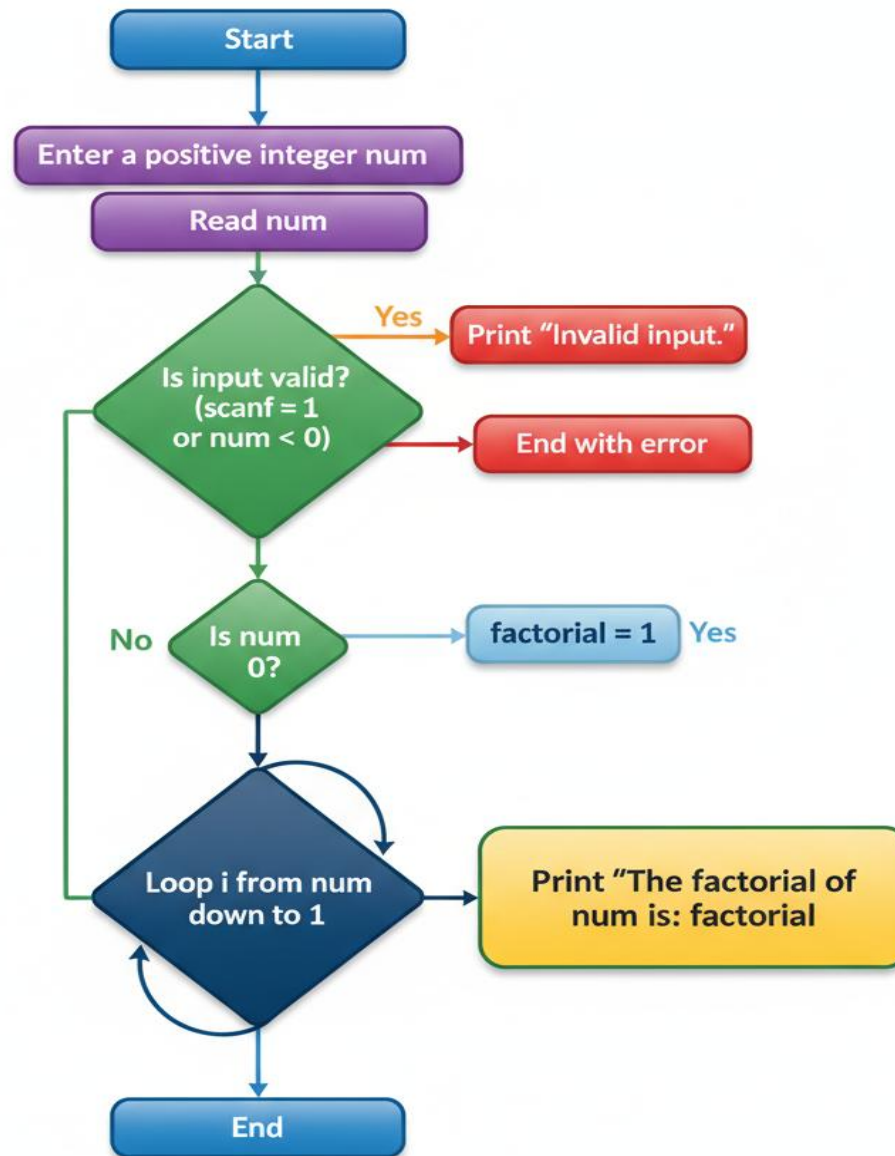 Start
Enter a positive integer num
Read num
Yes
Print “Invalid input.”
Is input valid?
(scanf = 1
or num < 0)
End with error
No
Is num
0?
factorial = 1
Yes
Loop i from num
down to 1
Print “The factorial of
num is: factorial
End